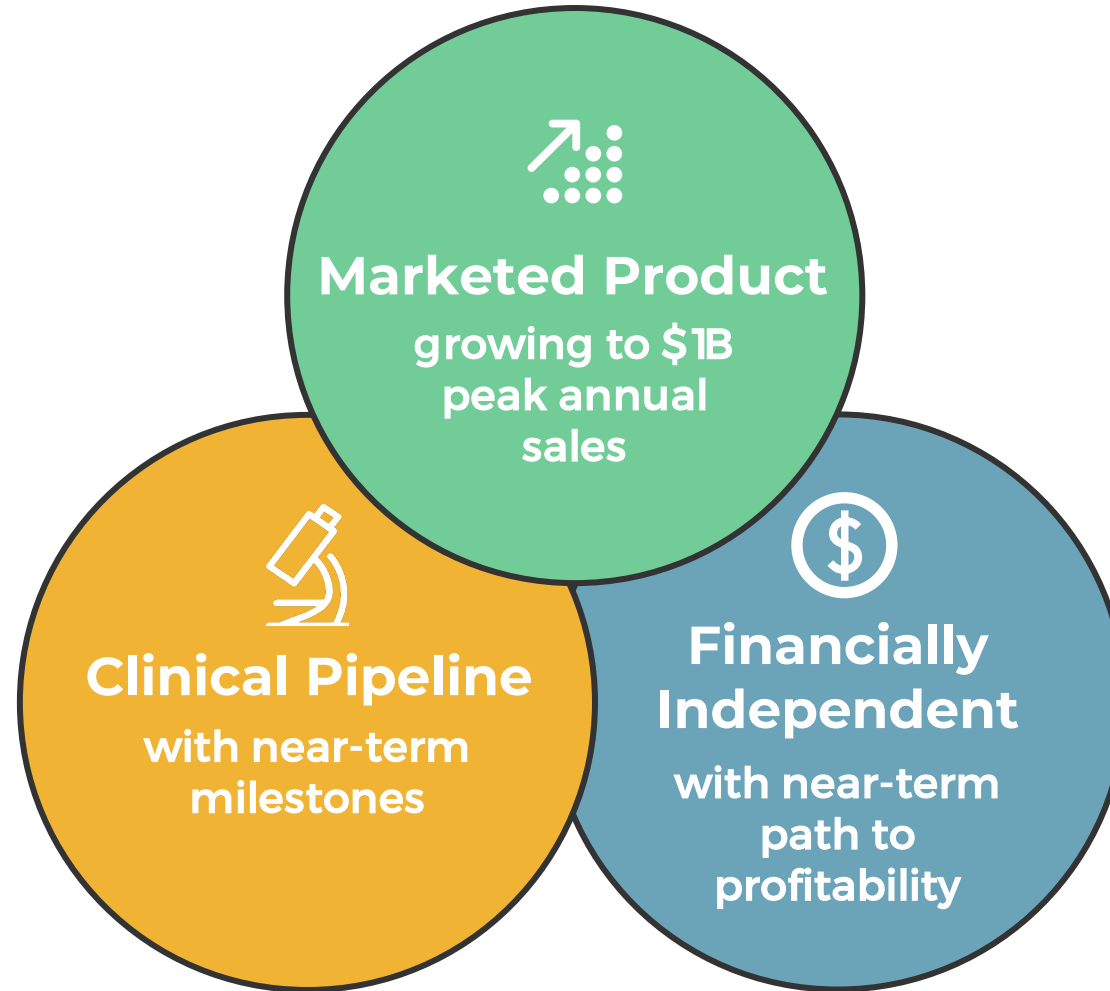 Marketed Product
growing to $1B
peak annual
sales
Clinical Pipeline
with near-term
milestones
$
Financially
Independent
with near-term
path to
profitability